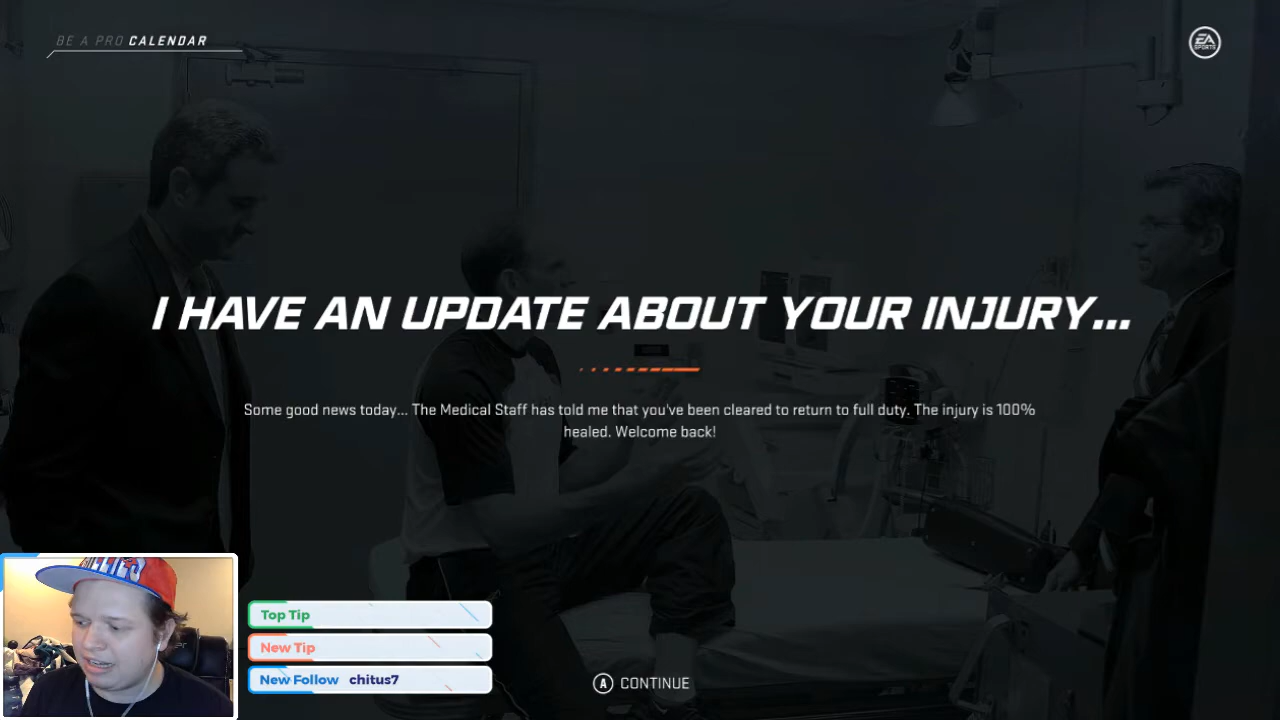 BE A PRO CALENDAR
EA
SPORTS
I HAVE AN UPDATE ABOUT YOUR INJURY...
Some good news today... The Medical Staff has told me that you've been cleared to return to full duty. The injury is 100%
healed. Welcome back!
Top Tip
New Tip
New Follow chitus7
A CONTINUE